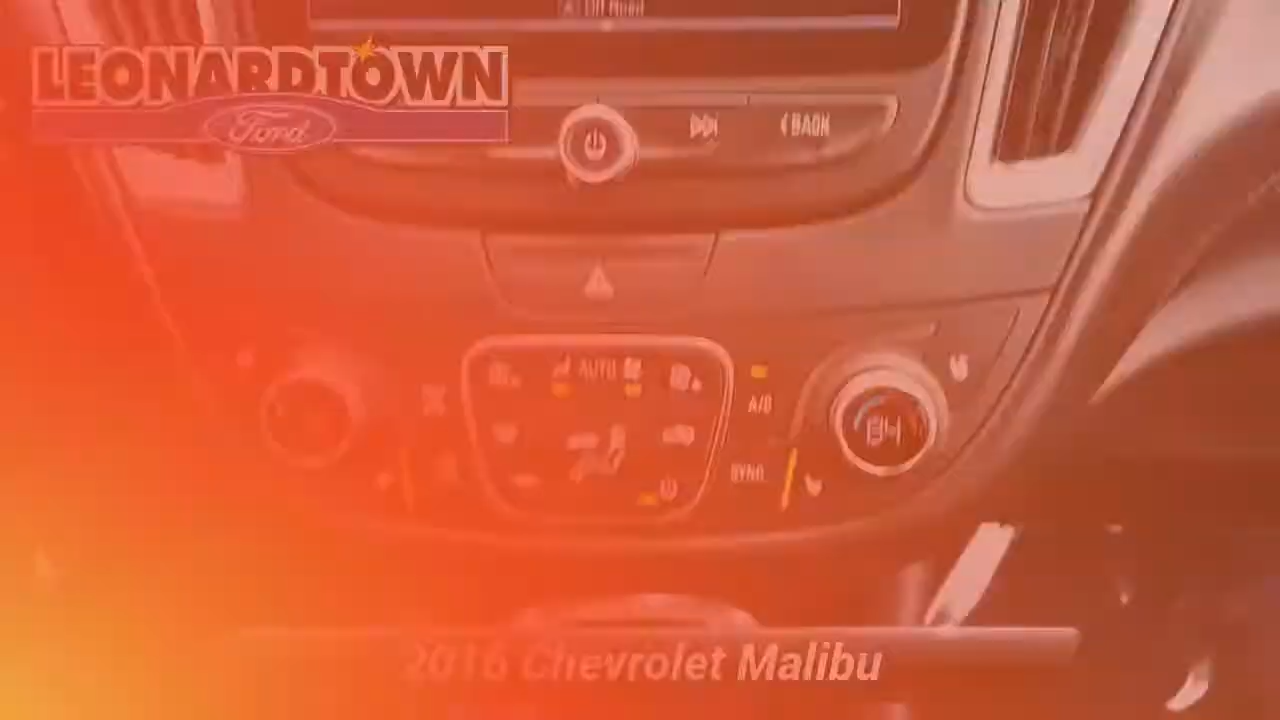 LEONARDTOWN
Ford
BACK
AUTO
A/C
SYNC
2016 Chevrolet Malibu